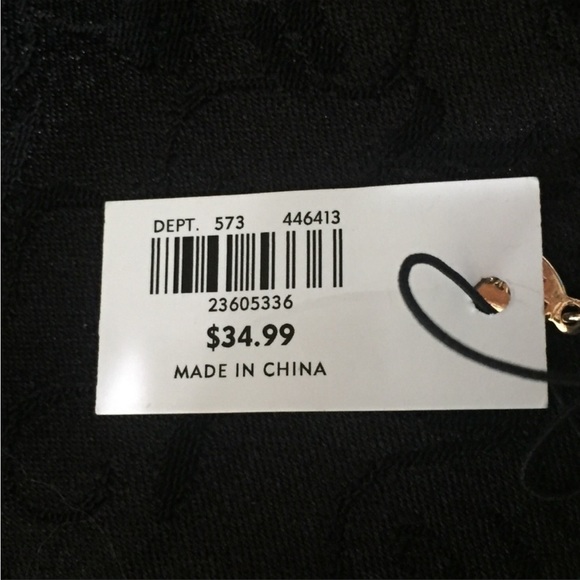 DEPT. 573 446413
23605336
$34.99
MADE IN CHINA